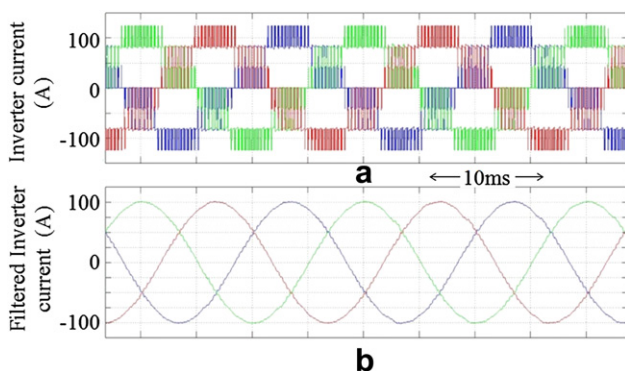 Inverter current
(A)
100
0
-100
a
10ms
Filtered Inverter
current (A)
100
0
-100
b